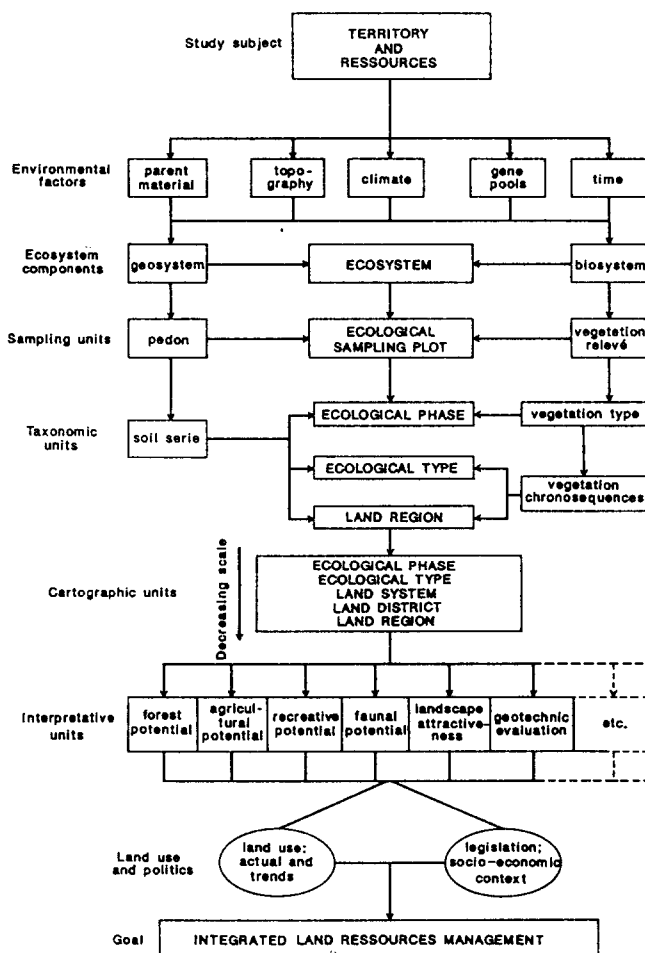 Study subject
TERRITORY
AND
RESSOURCES
Environmental
factors
parent
material
topo-
graphy
climate
gene
pools
time
Ecosystem
components
geosystem
ECOSYSTEM
biosystem
Sampling units
pedon
ECOLOGICAL
SAMPLING PLOT
vegetation
relevé
Taxonomic
units
soil serie
ECOLOGICAL PHASE
vegetation type
ECOLOGICAL TYPE
vegetation
chronosequences
LAND REGION
Cartographic units
Decreasing scale
ECOLOGICAL PHASE
ECOLOGICAL TYPE
LAND SYSTEM
LAND DISTRICT
LAND REGION
Interpretative
units
forest
potential
agricul-
tural
potential
recreative
potential
faunal
potential
landscape
attractive-
ness
geotechnic
evaluation
etc.
Land use
and politics
land use:
actual and
trends
legislation;
socio-economic
context
Goal
INTEGRATED LAND RESSOURCES MANAGEMENT